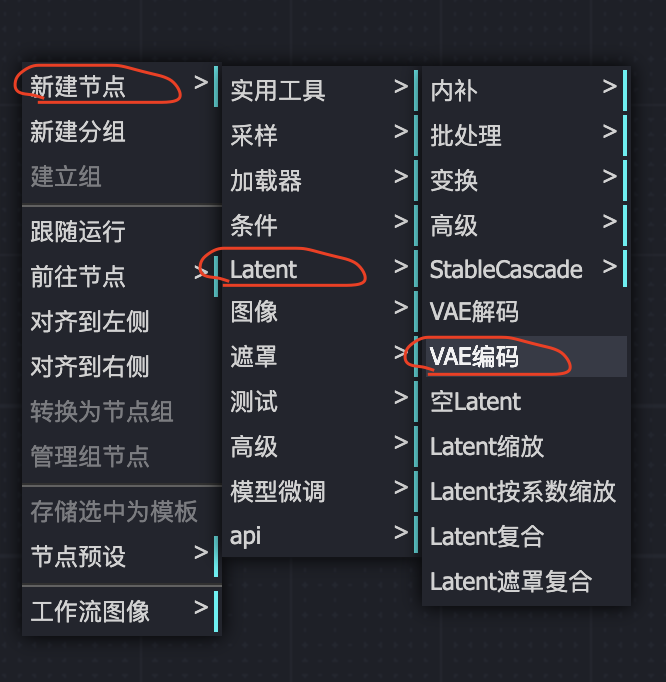 新建节点 >
新建分组
建立组
跟随运行
前往节点 >
对齐到左侧
对齐到右侧
转换为节点组
管理组节点
存储选中为模板
节点预设 >
工作流图像 >
实用工具 >
采样 >
加载器 >
条件 >
Latent >
图像 >
遮罩 >
测试 >
高级 >
模型微调 >
api >
内补 >
批处理 >
变换 >
高级 >
StableCascade >
VAE解码
VAE编码
空Latent
Latent缩放
Latent按系数缩放
Latent复合
Latent遮罩复合